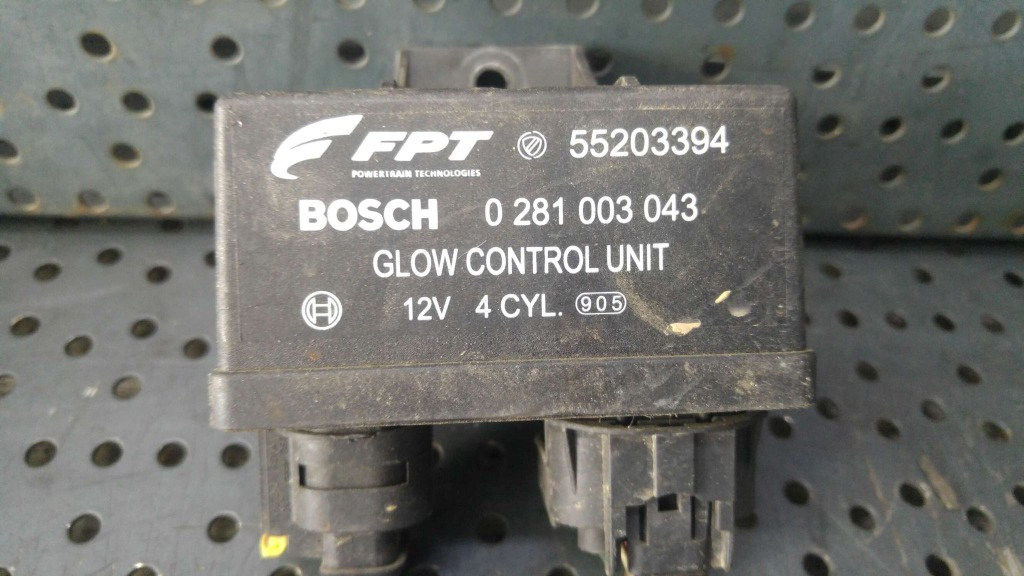 FPT 55203394
POWERTRAIN TECHNOLOGIES
BOSCH 0 281 003 043
GLOW CONTROL UNIT
12V 4 CYL. 905